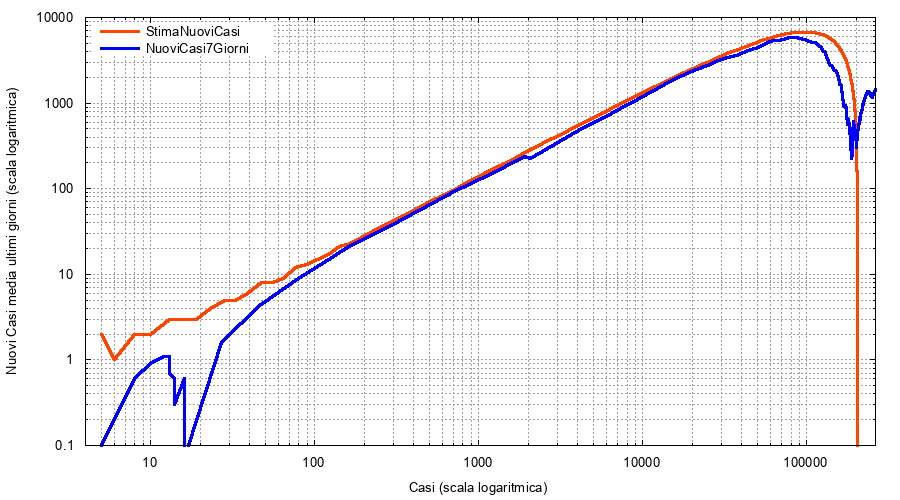 StimaNuoviCasi
NuoviCasi7Giorni
Nuovi Casi media ultimi giorni (scala logaritmica)
10000
1000
100
10
1
0.1
10 100 1000 10000 100000
Casi (scala logaritmica)